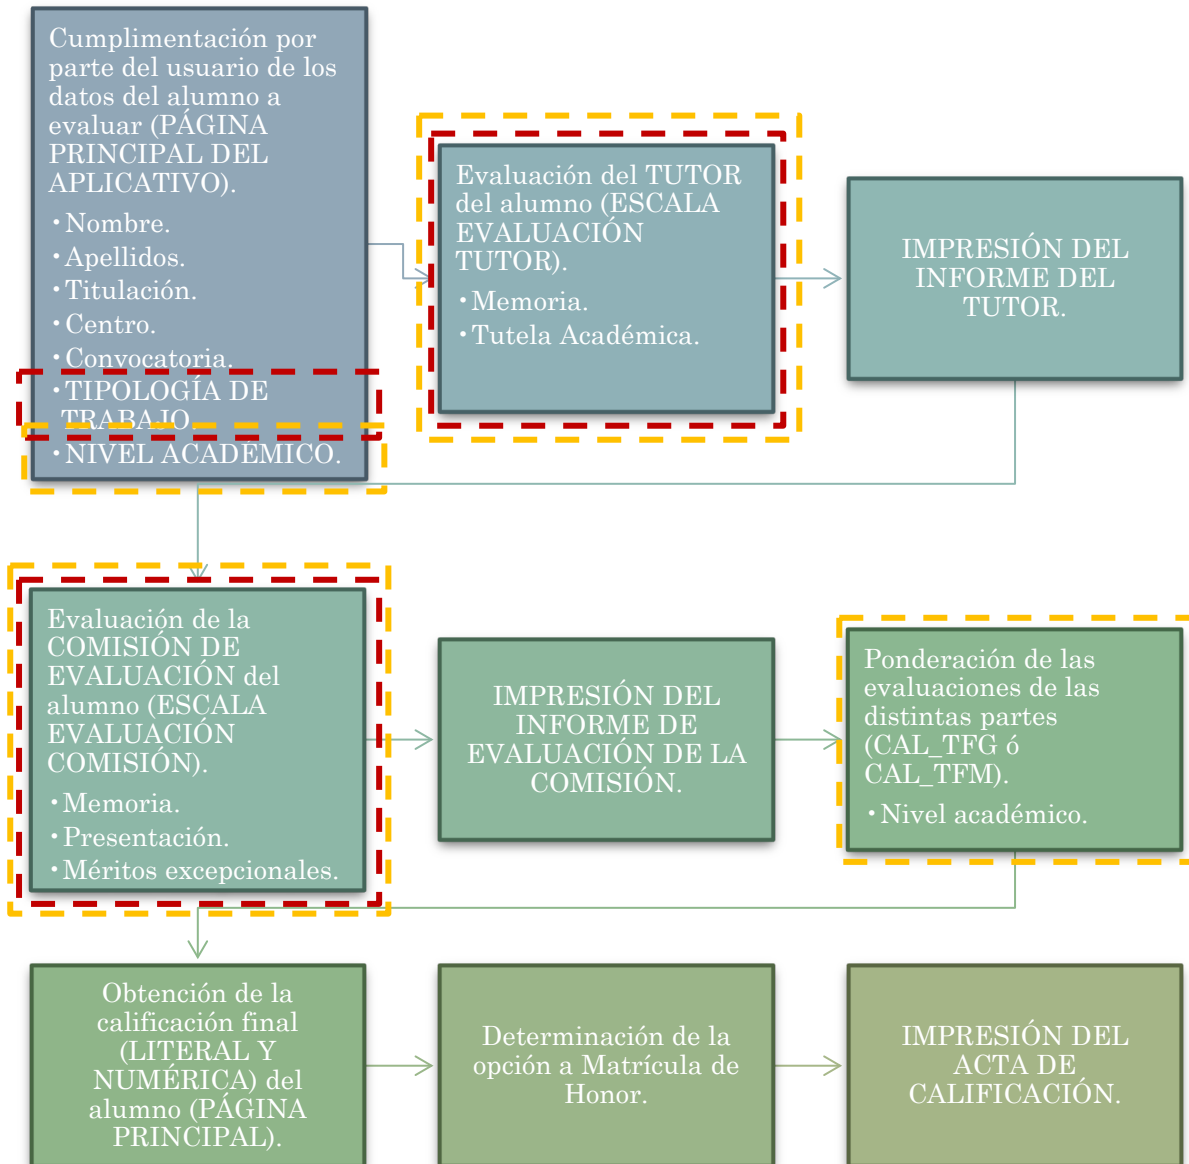 Cumplimentación por
parte del usuario de los
datos del alumno a
evaluar (PÁGINA
PRINCIPAL DEL
APLICATIVO).
• Nombre.
• Apellidos.
• Titulación.
• Centro.
• Convocatoria.
• TIPOLOGÍA DE
TRABAJO.
• NIVEL ACADÉMICO.
Evaluación del TUTOR
del alumno (ESCALA
EVALUACIÓN
TUTOR).
• Memoria.
• Tutela Académica.
IMPRESIÓN DEL
INFORME DEL
TUTOR.
Evaluación de la
COMISIÓN DE
EVALUACIÓN del
alumno (ESCALA
EVALUACIÓN
COMISIÓN).
• Memoria.
• Presentación.
• Méritos excepcionales.
IMPRESIÓN DEL
INFORME DE
EVALUACIÓN DE LA
COMISIÓN.
Ponderación de las
evaluaciones de las
distintas partes
(CAL_TFG ó
CAL_TFM).
• Nivel académico.
Obtención de la
calificación final
(LITERAL Y
NUMÉRICA) del
alumno (PÁGINA
PRINCIPAL).
Determinación de la
opción a Matrícula de
Honor.
IMPRESIÓN DEL
ACTA DE
CALIFICACIÓN.